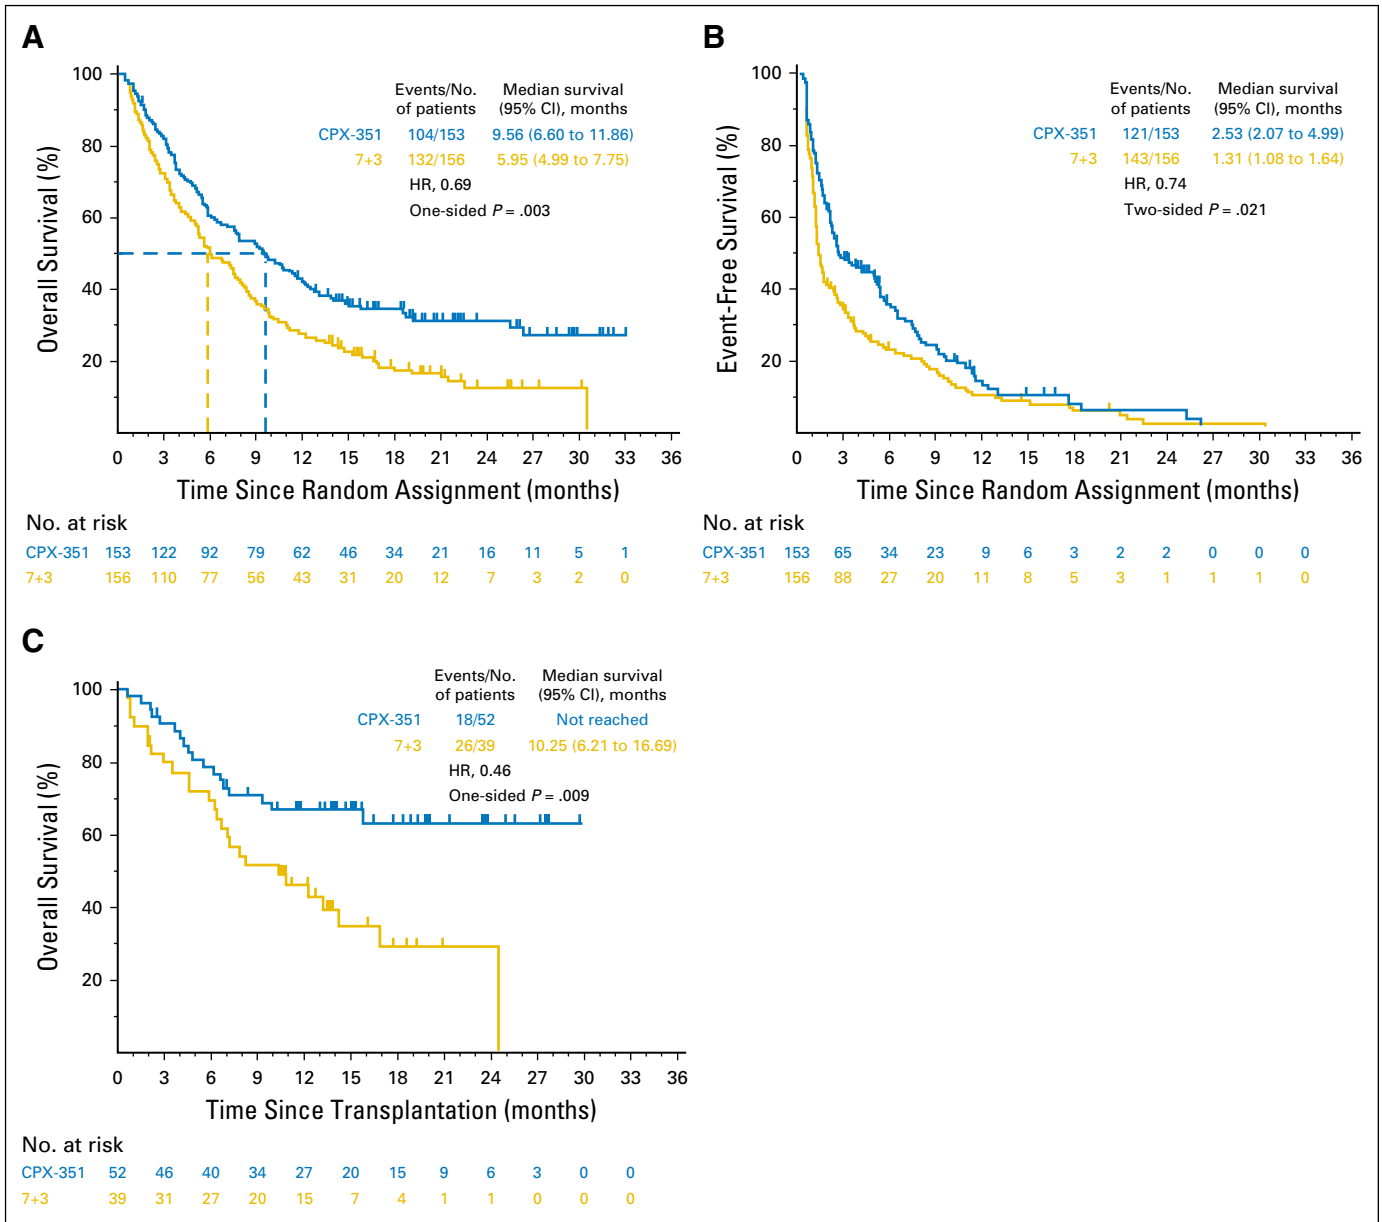 A
Events/No. Median survival
of patients (95% CI), months
CPX-351 104/153 9.56 (6.60 to 11.86)
7+3 132/156 5.95 (4.99 to 7.75)
HR, 0.69
One-sided P = .003
Overall Survival (%)
100
80
60
40
20
0 3 6 9 12 15 18 21 24 27 30 33 36
Time Since Random Assignment (months)
No. at risk
CPX-351 153 122 92 79 62 46 34 21 16 11 5 1
7+3 156 110 77 56 43 31 20 12 7 3 2 0
B
Events/No. Median survival
of patients (95% CI), months
CPX-351 121/153 2.53 (2.07 to 4.99)
7+3 143/156 1.31 (1.08 to 1.64)
HR, 0.74
Two-sided P = .021
Event-Free Survival (%)
100
80
60
40
20
0 3 6 9 12 15 18 21 24 27 30 33 36
Time Since Random Assignment (months)
No. at risk
CPX-351 153 65 34 23 9 6 3 2 2 0 0 0
7+3 156 88 27 20 11 8 5 3 1 1 1 0
C
Events/No. Median survival
of patients (95% CI), months
CPX-351 18/52 Not reached
7+3 26/39 10.25 (6.21 to 16.69)
HR, 0.46
One-sided P = .009
Overall Survival (%)
100
80
60
40
20
0 3 6 9 12 15 18 21 24 27 30 33 36
Time Since Transplantation (months)
No. at risk
CPX-351 52 46 40 34 27 20 15 9 6 3 0 0
7+3 39 31 27 20 15 7 4 1 1 0 0 0